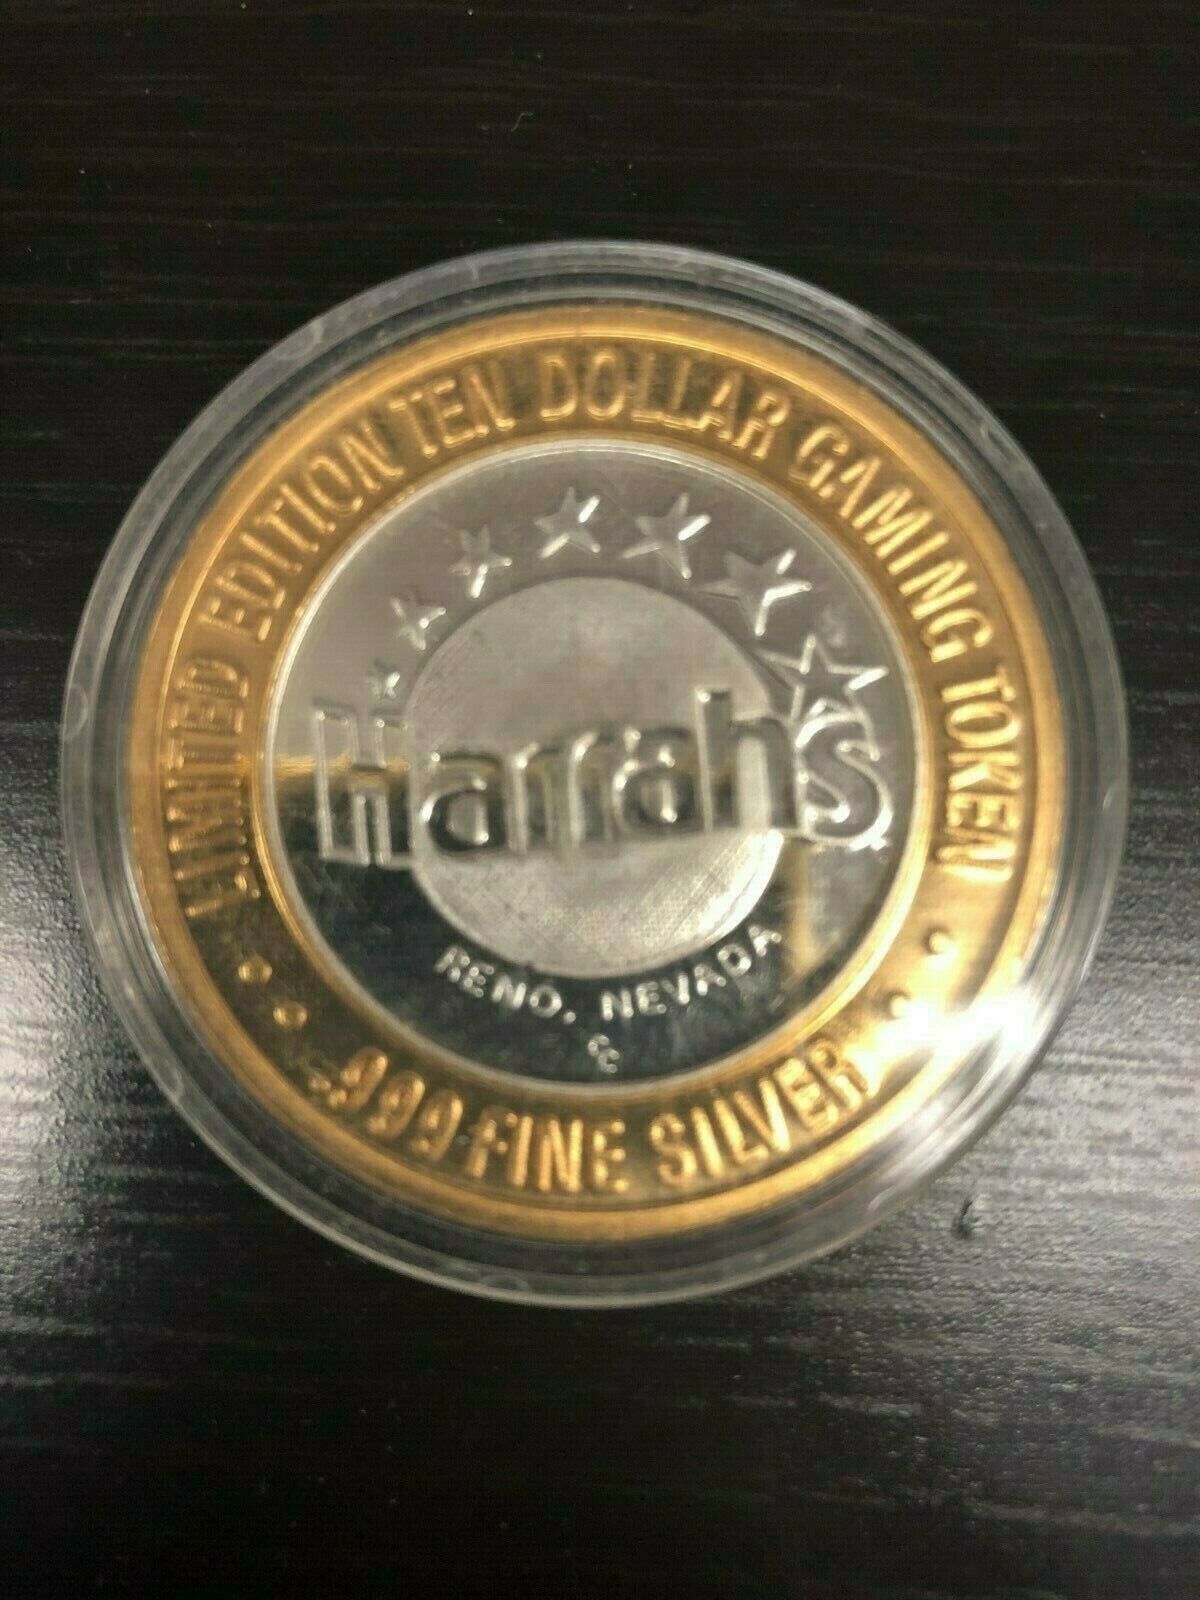 LIMITED EDITION TEN DOLLAR GAMING TOKEN
Harrah's
RENO, NEVADA
.999 FINE SILVER